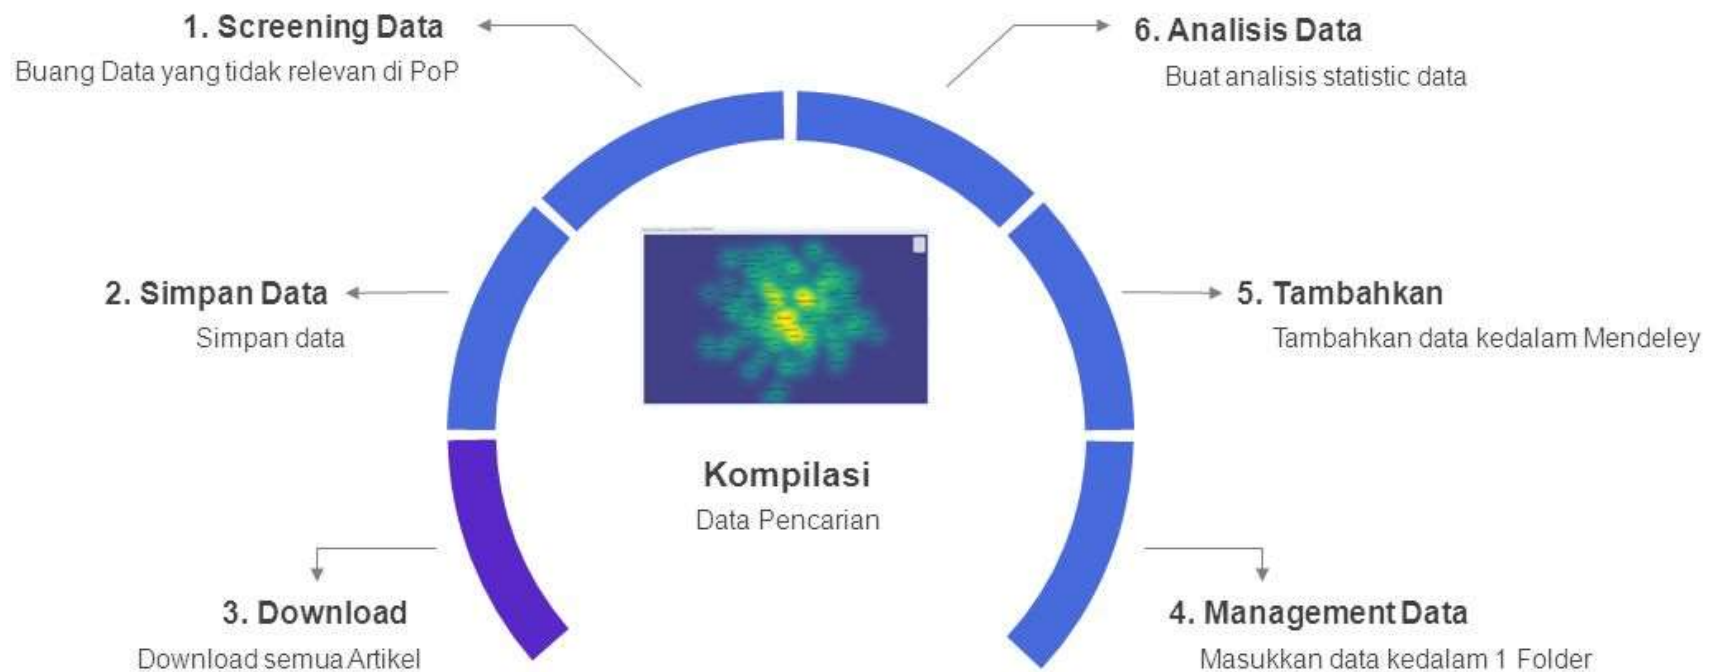 1. Screening Data
Buang Data yang tidak relevan di PoP
6. Analisis Data
Buat analisis statistic data
2. Simpan Data
Simpan data
5. Tambahkan
Tambahkan data kedalam Mendeley
Kompilasi
Data Pencarian
3. Download
Download semua Artikel
4. Management Data
Masukkan data kedalam 1 Folder